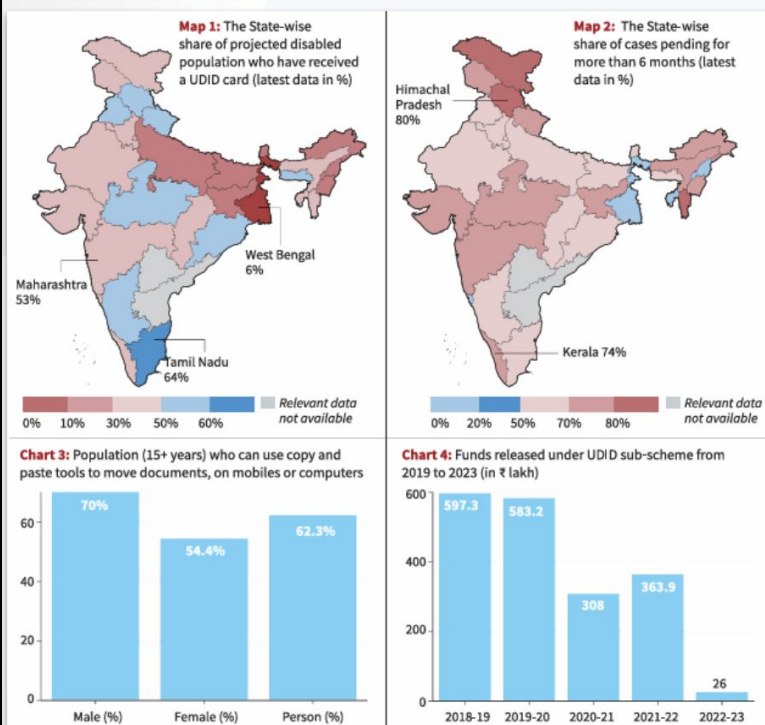 Map 1: The State-wise
share of projected disabled
population who have received
a UDID card (latest data in %)
West Bengal
6%
Maharashtra
53%
Tamil Nadu
64%
0% 10% 30% 50% 60%
Relevant data
not available
Map 2: The State-wise
share of cases pending for
more than 6 months (latest
data in %)
Himachal
Pradesh
80%
Kerala 74%
0% 20% 50% 70% 80%
Relevant data
not available
Chart 3: Population (15+ years) who can use copy and
paste tools to move documents, on mobiles or computers
60
40
20
0
70%
54.4%
62.3%
Male (%) Female (%) Person (%)
Chart 4: Funds released under UDID sub-scheme from
2019 to 2023 (in ₹ lakh)
600
400
200
0
597.3
583.2
308
363.9
26
2018-19 2019-20 2020-21 2021-22 2022-23